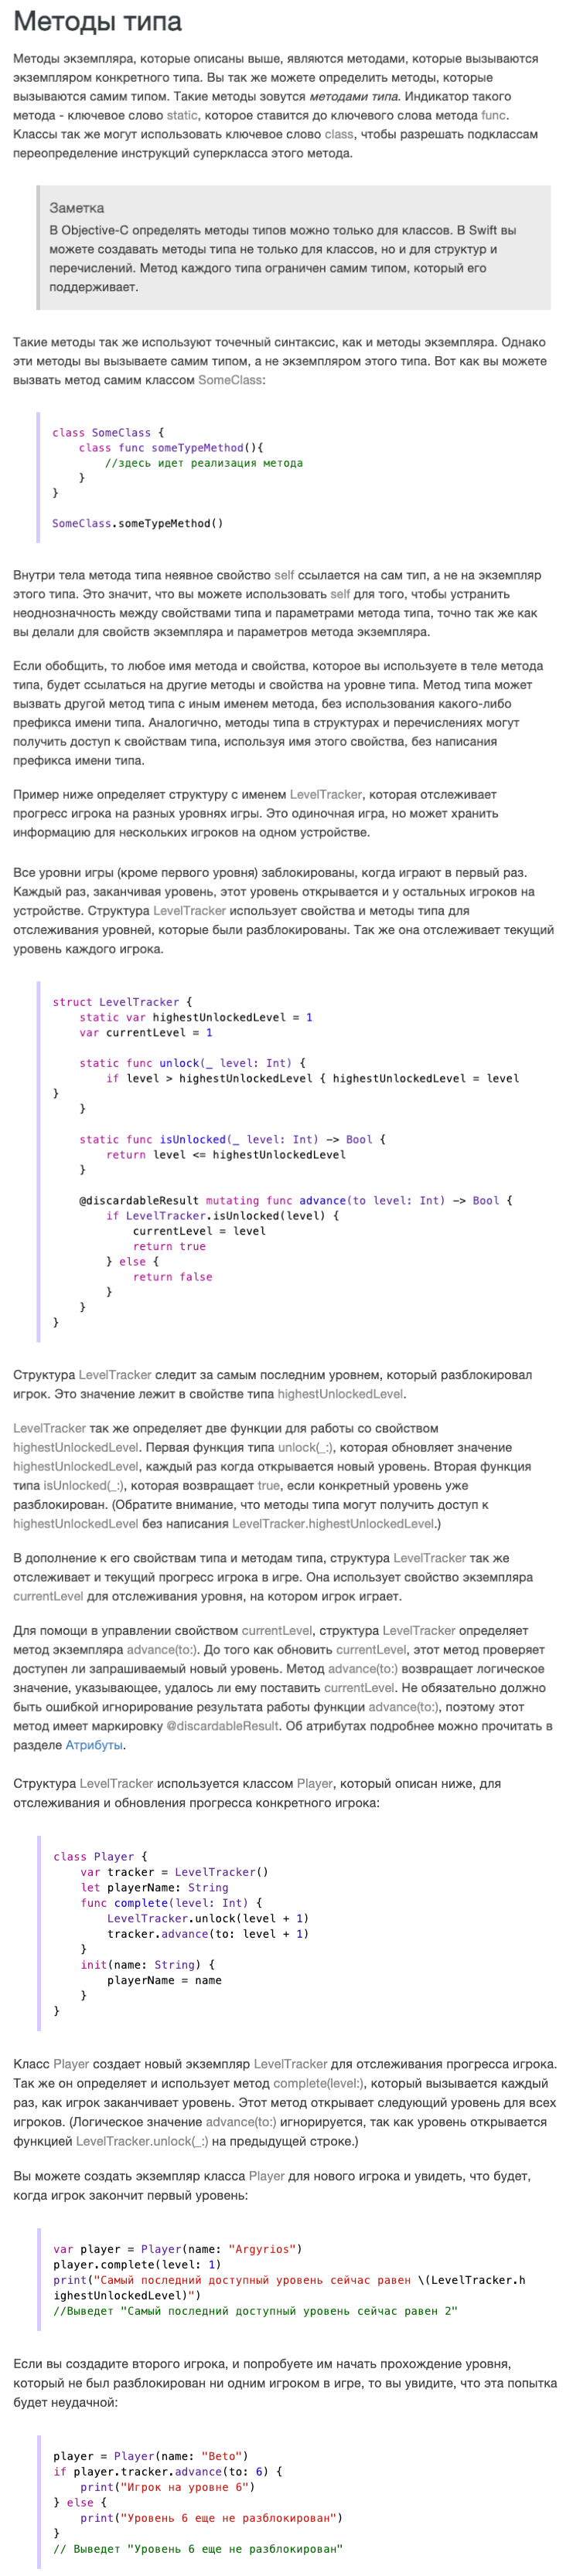 Методы типа
Методы экземпляра, которые описаны выше, являются методами, которые вызываются
экземпляром конкретного типа. Вы так же можете определить методы, которые
вызываются самим типом. Такие методы зовутся методами типа. Индикатор такого
метода - ключевое слово static, которое ставится до ключевого слова метода func.
Классы так же могут использовать ключевое слово class, чтобы разрешать подклассам
переопределение инструкций суперкласса этого метода.
Заметка
В Objective-C определять методы типов можно только для классов. В Swift вы
можете создавать методы типа не только для классов, но и для структур и
перечислений. Метод каждого типа ограничен самим типом, который его
поддерживает.
Такие методы так же используют точечный синтаксис, как и методы экземпляра. Однако
эти методы вы вызываете самим типом, а не экземпляром этого типа. Вот как вы можете
вызвать метод самим классом SomeClass:
class SomeClass {
    class func someTypeMethod(){
        //здесь идет реализация метода
    }
}
SomeClass.someTypeMethod()
Внутри тела метода типа неявное свойство self ссылается на сам тип, а не на экземпляр
этого типа. Это значит, что вы можете использовать self для того, чтобы устранить
неоднозначность между свойствами типа и параметрами метода типа, точно так же как
вы делали для свойств экземпляра и параметров метода экземпляра.
Если обобщить, то любое имя метода и свойства, которое вы используете в теле метода
типа, будет ссылаться на другие методы и свойства на уровне типа. Метод типа может
вызвать другой метод типа с иным именем метода, без использования какого-либо
префикса имени типа. Аналогично, методы типа в структурах и перечислениях могут
получить доступ к свойствам типа, используя имя этого свойства, без написания
префикса имени типа.
Пример ниже определяет структуру с именем LevelTracker, которая отслеживает
прогресс игрока на разных уровнях игры. Это одиночная игра, но может хранить
информацию для нескольких игроков на одном устройстве.
Все уровни игры (кроме первого уровня) заблокированы, когда играют в первый раз.
Каждый раз, заканчивая уровень, этот уровень открывается и у остальных игроков на
устройстве. Структура LevelTracker использует свойства и методы типа для
отслеживания уровней, которые были разблокированы. Так же она отслеживает текущий
уровень каждого игрока.
struct LevelTracker {
    static var highestUnlockedLevel = 1
    var currentLevel = 1
    static func unlock(_ level: Int) {
        if level > highestUnlockedLevel { highestUnlockedLevel = level
}
    }
    static func isUnlocked(_ level: Int) -> Bool {
        return level <= highestUnlockedLevel
    }
    @discardableResult mutating func advance(to level: Int) -> Bool {
        if LevelTracker.isUnlocked(level) {
            currentLevel = level
            return true
        } else {
            return false
        }
    }
}
Структура LevelTracker следит за самым последним уровнем, который разблокировал
игрок. Это значение лежит в свойстве типа highestUnlockedLevel.
LevelTracker так же определяет две функции для работы со свойством
highestUnlockedLevel. Первая функция типа unlock(_:), которая обновляет значение
highestUnlockedLevel, каждый раз когда открывается новый уровень. Вторая функция
типа isUnlocked(_:), которая возвращает true, если конкретный уровень уже
разблокирован. (Обратите внимание, что методы типа могут получить доступ к
highestUnlockedLevel без написания LevelTracker.highestUnlockedLevel.)
В дополнение к его свойствам типа и методам типа, структура LevelTracker так же
отслеживает и текущий прогресс игрока в игре. Она использует свойство экземпляра
currentLevel для отслеживания уровня, на котором игрок играет.
Для помощи в управлении свойством currentLevel, структура LevelTracker определяет
метод экземпляра advance(to:). До того как обновить currentLevel, этот метод проверяет
доступен ли запрашиваемый новый уровень. Метод advance(to:) возвращает логическое
значение, указывающее, удалось ли ему поставить currentLevel. Не обязательно должно
быть ошибкой игнорирование результата работы функции advance(to:), поэтому этот
метод имеет маркировку @discardableResult. Об атрибутах подробнее можно прочитать в
разделе Атрибуты.
Структура LevelTracker используется классом Player, который описан ниже, для
отслеживания и обновления прогресса конкретного игрока:
class Player {
    var tracker = LevelTracker()
    let playerName: String
    func complete(level: Int) {
        LevelTracker.unlock(level + 1)
        tracker.advance(to: level + 1)
    }
    init(name: String) {
        playerName = name
    }
}
Класс Player создает новый экземпляр LevelTracker для отслеживания прогресса игрока.
Так же он определяет и использует метод complete(level:), который вызывается каждый
раз, как игрок заканчивает уровень. Этот метод открывает следующий уровень для всех
игроков. (Логическое значение advance(to:) игнорируется, так как уровень открывается
функцией LevelTracker.unlock(_:) на предыдущей строке.)
Вы можете создать экземпляр класса Player для нового игрока и увидеть, что будет,
когда игрок закончит первый уровень:
var player = Player(name: "Argyrios")
player.complete(level: 1)
print("Самый последний доступный уровень сейчас равен \(LevelTracker.h
ighestUnlockedLevel)")
//Выведет "Самый последний доступный уровень сейчас равен 2"
Если вы создадите второго игрока, и попробуете им начать прохождение уровня,
который не был разблокирован ни одним игроком в игре, то вы увидите, что эта попытка
будет неудачной:
player = Player(name: "Beto")
if player.tracker.advance(to: 6) {
    print("Игрок на уровне 6")
} else {
    print("Уровень 6 еще не разблокирован")
}
// Выведет "Уровень 6 еще не разблокирован"